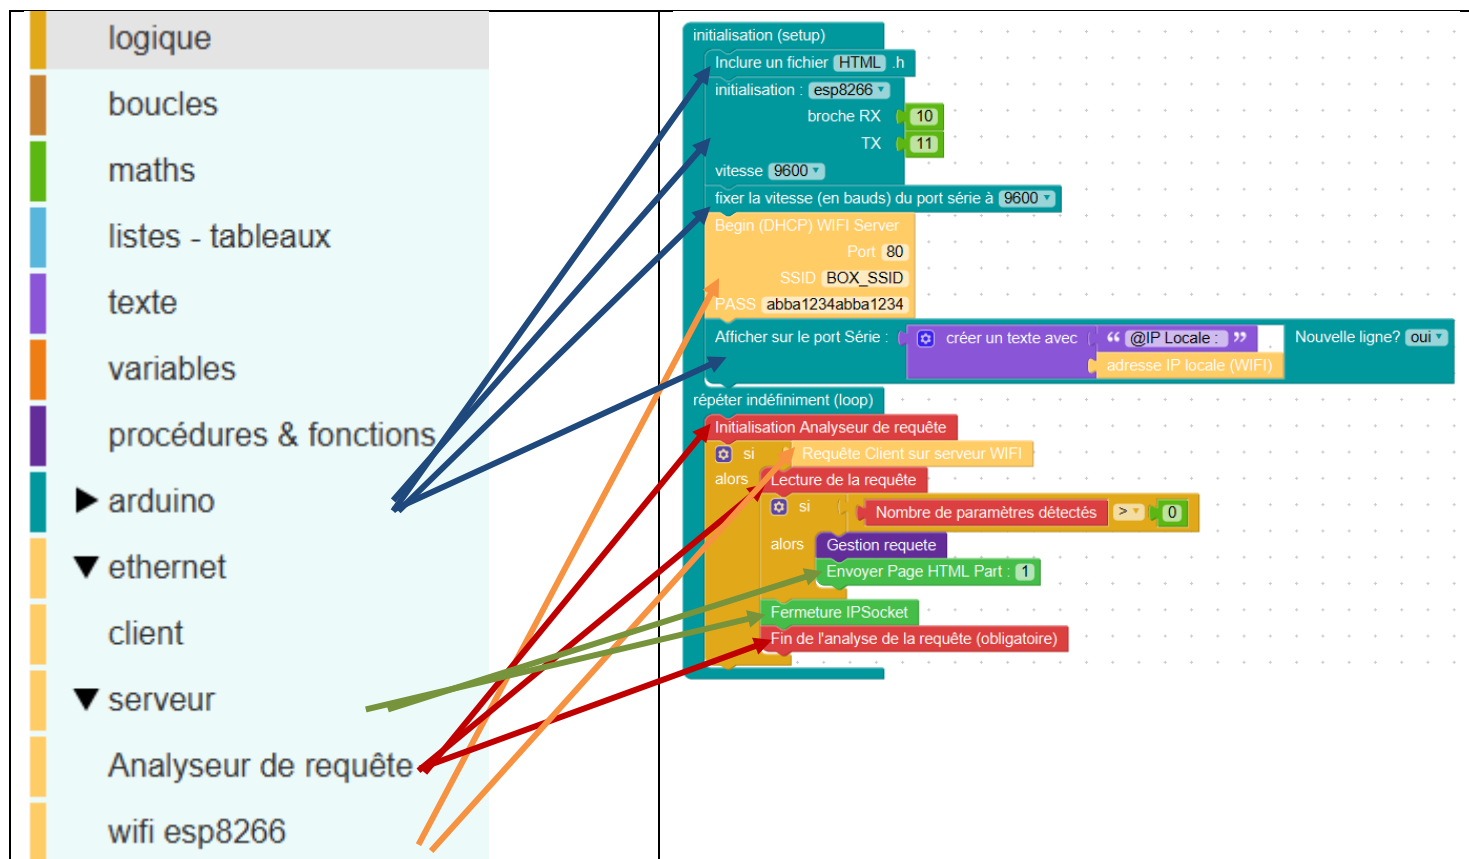 logique
boucles
maths
listes - tableaux
texte
variables
procédures & fonctions
arduino
ethernet
client
serveur
Analyseur de requête
wifi esp8266
initialisation (setup)
Inclure un fichier HTML .h
initialisation : esp8266
broche RX 10
TX 11
vitesse 9600
fixer la vitesse (en bauds) du port série à 9600
Begin (DHCP) WIFI Server
Port 80
SSID BOX_SSID
PASS abba1234abba1234
Afficher sur le port Série : créer un texte avec “ @IP Locale : ” Nouvelle ligne? oui
adresse IP locale (WIFI)
répéter indéfiniment (loop)
Initialisation Analyseur de requête
si Requête Client sur serveur WIFI
alors Lecture de la requête
si Nombre de paramètres détectés > 0
alors Gestion requete
Envoyer Page HTML Part : 1
Fermeture IPSocket
Fin de l'analyse de la requête (obligatoire)